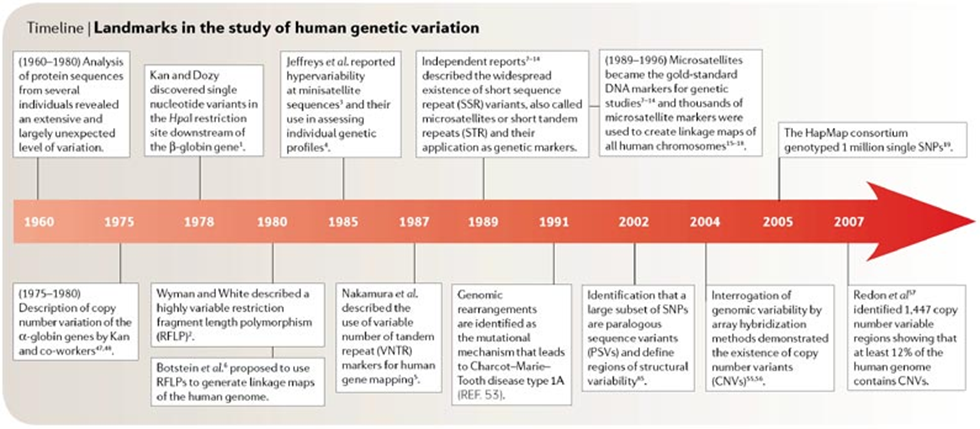 Timeline | Landmarks in the study of human genetic variation
(1960–1980) Analysis
of protein sequences
from several
individuals revealed
an extensive and
largely unexpected
level of variation.
Kan and Dozy
discovered single
nucleotide variants in
the HpaI restriction
site downstream of
the β-globin gene¹.
Jeffreys et al. reported
hypervariability
at minisatellite
sequences³ and their
use in assessing
individual genetic
profiles⁴.
Independent reports⁷⁻¹⁴
described the widespread
existence of short sequence
repeat (SSR) variants, also called
microsatellites or short tandem
repeats (STR) and their
application as genetic markers.
(1989–1996) Microsatellites
became the gold-standard
DNA markers for genetic
studies⁷⁻¹⁴ and thousands of
microsatellite markers were
used to create linkage maps of
all human chromosomes¹⁵⁻¹⁸.
The HapMap consortium
genotyped 1 million single SNPs³⁹.
1960 1975 1978 1980 1985 1987 1989 1991 2002 2004 2005 2007
(1975–1980)
Description of copy
number variation of the
α-globin genes by Kan
and co-workers⁴⁷,⁴⁸.
Wyman and White described a
highly variable restriction
fragment length polymorphism
(RFLP)².
Botstein et al.⁶ proposed to use
RFLPs to generate linkage maps
of the human genome.
Nakamura et al.
described the
use of variable
number of tandem
repeat (VNTR)
markers for human
gene mapping⁵.
Genomic
rearrangements
are identified as
the mutational
mechanism that leads
to Charcot–Marie–
Tooth disease type 1A
(REF. 53).
Identification that a
large subset of SNPs
are paralogous
sequence variants
(PSVs) and define
regions of structural
variability⁸⁵.
Interrogation of
genomic variability by
array hybridization
methods demonstrated
the existence of copy
number variants
(CNVs)⁵⁵,⁵⁶.
Redon et al⁵⁷
identified 1,447 copy
number variable
regions showing that
at least 12% of the
human genome
contains CNVs.